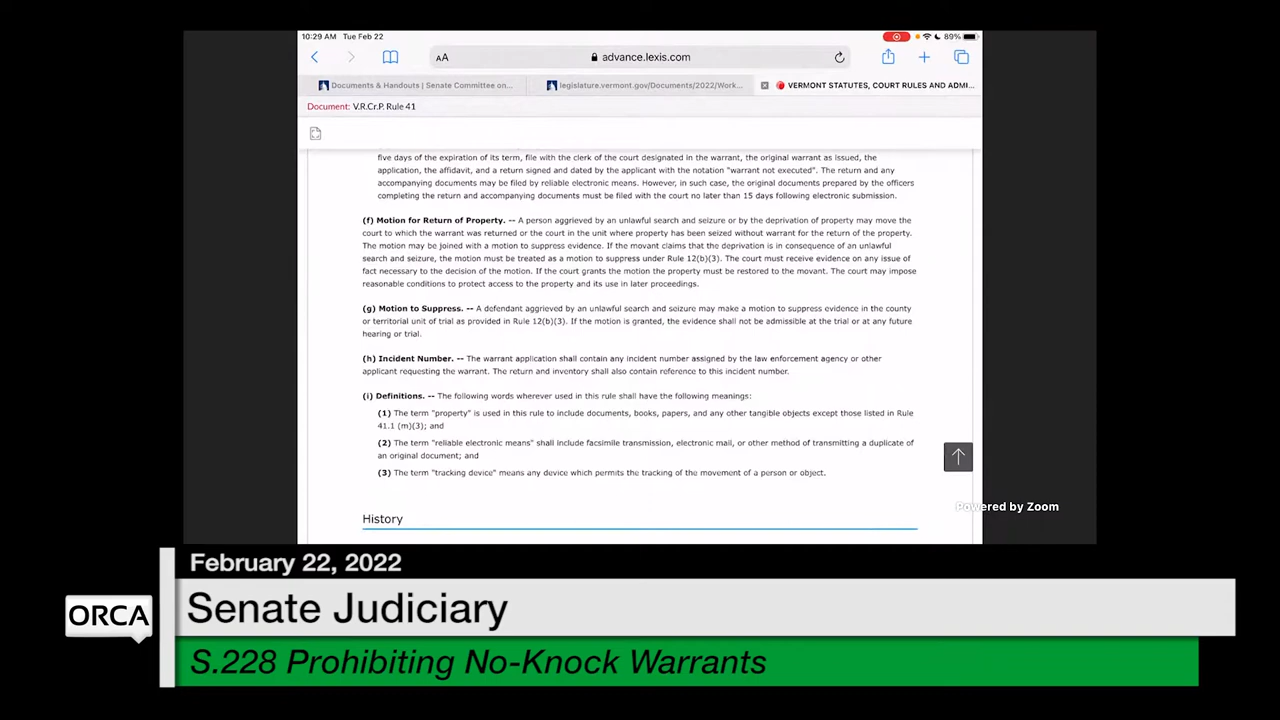 10:29 AM Tue Feb 22
89%
AA
advance.lexis.com
Documents & Handouts | Senate Committee on...
legislature.vermont.gov/Documents/2022/Work...
VERMONT STATUTES, COURT RULES AND ADMI...
Document: V.R.Cr.P. Rule 41
five days of the expiration of its term, file with the clerk of the court designated in the warrant, the original warrant as issued, the
application, the affidavit, and a return signed and dated by the applicant with the notation "warrant not executed". The return and any
accompanying documents may be filed by reliable electronic means. However, in such case, the original documents prepared by the officers
completing the return and accompanying documents must be filed with the court no later than 15 days following electronic submission.
(f) Motion for Return of Property. -- A person aggrieved by an unlawful search and seizure or by the deprivation of property may move the
court to which the warrant was returned or the court in the unit where property has been seized without warrant for the return of the property.
The motion may be joined with a motion to suppress evidence. If the movant claims that the deprivation is in consequence of an unlawful
search and seizure, the motion must be treated as a motion to suppress under Rule 12(b)(3). The court must receive evidence on any issue of
fact necessary to the decision of the motion. If the court grants the motion the property must be restored to the movant. The court may impose
reasonable conditions to protect access to the property and its use in later proceedings.
(g) Motion to Suppress. -- A defendant aggrieved by an unlawful search and seizure may make a motion to suppress evidence in the county
or territorial unit of trial as provided in Rule 12(b)(3). If the motion is granted, the evidence shall not be admissible at the trial or at any future
hearing or trial.
(h) Incident Number. -- The warrant application shall contain any incident number assigned by the law enforcement agency or other
applicant requesting the warrant. The return and inventory shall also contain reference to this incident number.
(i) Definitions. -- The following words wherever used in this rule shall have the following meanings:
(1) The term "property" is used in this rule to include documents, books, papers, and any other tangible objects except those listed in Rule
41.1 (m)(3); and
(2) The term "reliable electronic means" shall include facsimile transmission, electronic mail, or other method of transmitting a duplicate of
an original document; and
(3) The term "tracking device" means any device which permits the tracking of the movement of a person or object.
Powered by Zoom
History
February 22, 2022
ORCA
Senate Judiciary
S.228 Prohibiting No-Knock Warrants